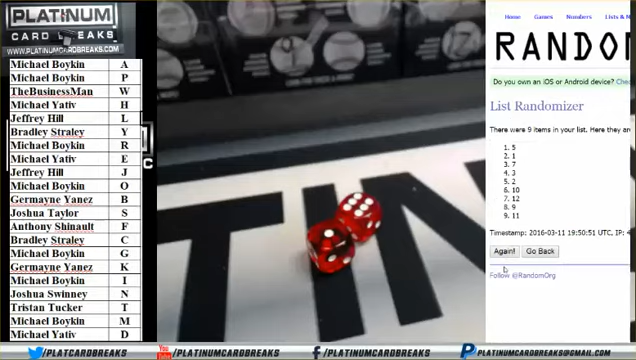 PLATINUM
CARD BREAKS
WWW.PLATINUMCARDBREAKS.COM
Michael Boykin A
Michael Boykin P
TheBusinessMan W
Michael Yativ H
Jeffrey Hill L
Bradley Straley Y
Michael Boykin R
Michael Yativ E
Jeffrey Hill J
Michael Boykin O
Germayne Yanez B
Joshua Taylor S
Anthony Shinault F
Bradley Straley C
Michael Boykin G
Germayne Yanez K
Michael Boykin I
Joshua Swinney N
Tristan Tucker T
Michael Boykin M
Michael Yativ D
TIN
Home Games Numbers Lists &
RANDO
Do you own an iOS or Android device? Chec
List Randomizer
There were 9 items in your list. Here they are
1. 5
2. 1
3. 7
4. 3
5. 2
6. 10
7. 12
8. 9
9. 11
Timestamp: 2016-03-11 19:50:51 UTC, IP:
Again! Go Back
Follow @RandomOrg
/PLATCARDBREAKS
You Tube /PLATINUMCARDBREAKS
f /PLATINUMCARDBREAKS
/PLATINUMCARDBREAKS